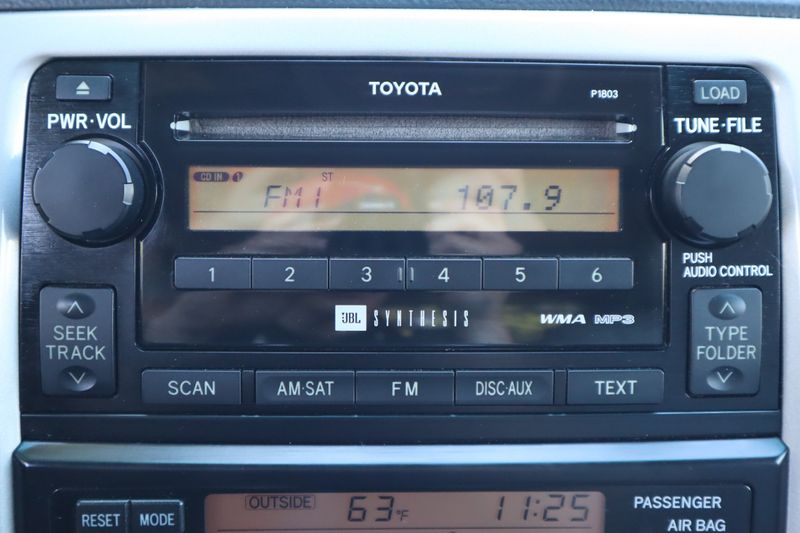 TOYOTA
P1803
LOAD
PWR·VOL
TUNE·FILE
CD IN 1 ST
FM1 107.9
PUSH
AUDIO CONTROL
1 2 3 4 5 6
JBL SYNTHESIS WMA MP3
SEEK
TRACK
TYPE
FOLDER
SCAN AM·SAT FM DISC·AUX TEXT
OUTSIDE 63°F 11:25
RESET MODE
PASSENGER
AIR BAG